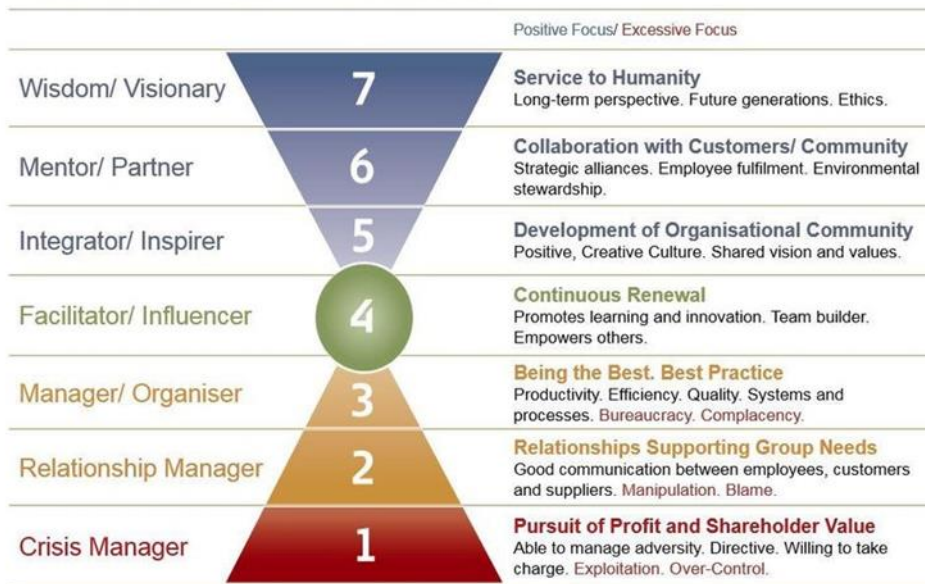 Positive Focus/ Excessive Focus
Wisdom/ Visionary
7
Service to Humanity
Long-term perspective. Future generations. Ethics.
Mentor/ Partner
6
Collaboration with Customers/ Community
Strategic alliances. Employee fulfilment. Environmental
stewardship.
Integrator/ Inspirer
5
Development of Organisational Community
Positive, Creative Culture. Shared vision and values.
Facilitator/ Influencer
4
Continuous Renewal
Promotes learning and innovation. Team builder.
Empowers others.
Manager/ Organiser
3
Being the Best. Best Practice
Productivity. Efficiency. Quality. Systems and
processes. Bureaucracy. Complacency.
Relationship Manager
2
Relationships Supporting Group Needs
Good communication between employees, customers
and suppliers. Manipulation. Blame.
Crisis Manager
1
Pursuit of Profit and Shareholder Value
Able to manage adversity. Directive. Willing to take
charge. Exploitation. Over-Control.